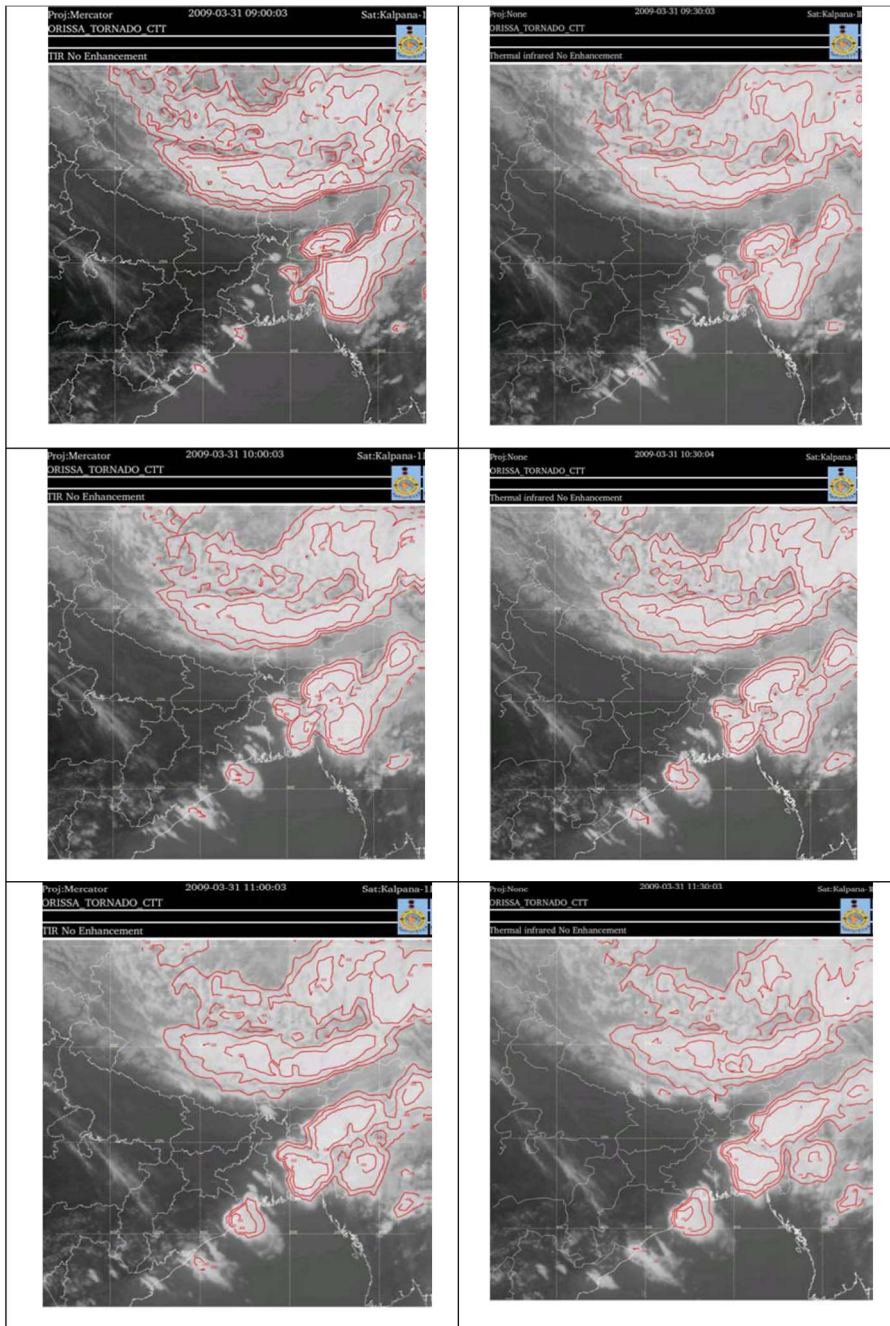 Proj:Mercator 2009-03-31 09:00:03 Sat:Kalpana-1
ORISSA_TORNADO_CTT
TIR No Enhancement
Proj:None 2009-03-31 09:30:03 Sat:Kalpana-1
ORISSA_TORNADO_CTT
Thermal infrared No Enhancement
Proj:Mercator 2009-03-31 10:00:03 Sat:Kalpana-1
ORISSA_TORNADO_CTT
TIR No Enhancement
Proj:None 2009-03-31 10:30:04 Sat:Kalpana-1
ORISSA_TORNADO_CTT
Thermal infrared No Enhancement
Proj:Mercator 2009-03-31 11:00:03 Sat:Kalpana-1
ORISSA_TORNADO_CTT
TIR No Enhancement
Proj:None 2009-03-31 11:30:03 Sat:Kalpana-1
ORISSA_TORNADO_CTT
Thermal infrared No Enhancement